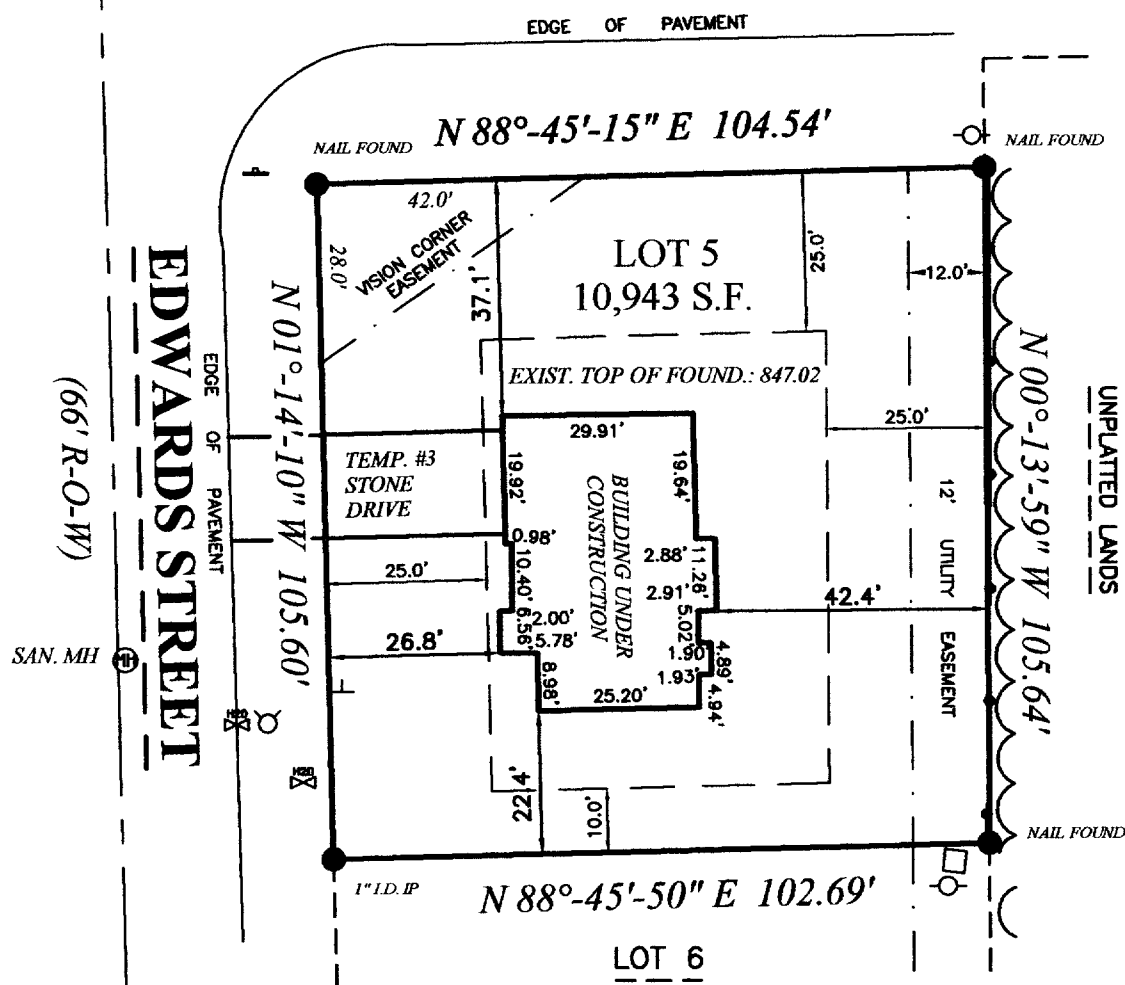 EDGE OF PAVEMENT
N 88°-45'-15" E 104.54'
NAIL FOUND
NAIL FOUND
42.0'
28.0'
VISION CORNER
EASEMENT
37.1'
LOT 5
10,943 S.F.
25.0'
12.0'
EXIST. TOP OF FOUND.: 847.02
EDWARDS STREET
(66' R-O-W)
EDGE OF PAVEMENT
N 01°-14'-10" W 105.60'
TEMP. #3
STONE
DRIVE
29.91'
19.92'
19.64'
25.0'
BUILDING UNDER
CONSTRUCTION
0.98'
10.40'
2.88'
11.26'
2.91'
25.0'
42.4'
6.56'
2.00'
5.78'
5.02'
1.90'
4.89'
26.8'
8.98'
1.93'
4.94'
25.20'
12' UTILITY EASEMENT
N 00°-13'-59" W 105.64'
UNPLATTED LANDS
SAN. MH
MH
H2O
H2O
22.4'
10.0'
NAIL FOUND
1" I.D. IP
N 88°-45'-50" E 102.69'
LOT 6